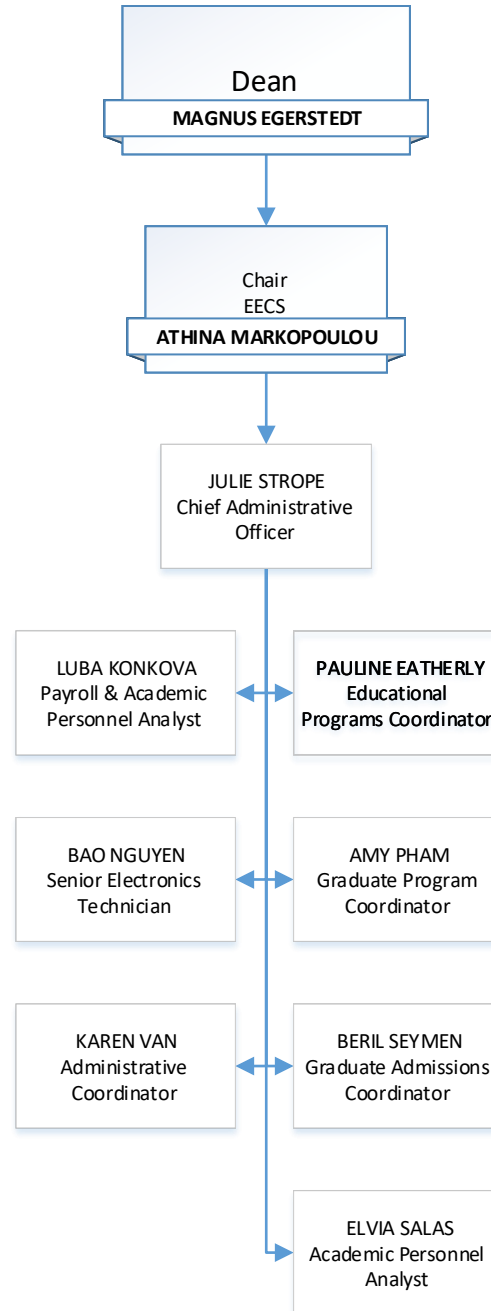 Dean
MAGNUS EGERSTEDT
Chair
EECS
ATHINA MARKOPOULOU
JULIE STROPE
Chief Administrative
Officer
LUBA KONKOVA
Payroll & Academic
Personnel Analyst
PAULINE EATHERLY
Educational
Programs Coordinator
BAO NGUYEN
Senior Electronics
Technician
AMY PHAM
Graduate Program
Coordinator
KAREN VAN
Administrative
Coordinator
BERIL SEYMEN
Graduate Admissions
Coordinator
ELVIA SALAS
Academic Personnel
Analyst